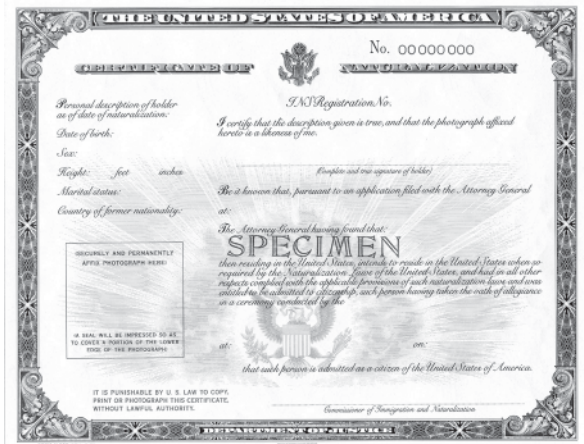 THE UNITED STATES OF AMERICA
No. 00000000
CERTIFICATE OF NATURALIZATION
Personal description of holder
as of date of naturalization:
Date of birth:
Sex:
Height: feet inches
Marital status:
Country of former nationality:
INS Registration No.
I certify that the description given is true, and that the photograph affixed
hereto is a likeness of me.
(Complete and true signature of holder)
Be it known that, pursuant to an application filed with the Attorney General
at:
The Attorney General having found that:
SPECIMEN
then residing in the United States, intends to reside in the United States when so
required by the Naturalization Laws of the United States, and had in all other
respects complied with the applicable provisions of such naturalization laws and was
entitled to be admitted to citizenship, such person having taken the oath of allegiance
in a ceremony conducted by the
at: on:
that such person is admitted as a citizen of the United States of America.
SECURELY AND PERMANENTLY
AFFIX PHOTOGRAPH HERE
A SEAL WILL BE IMPRESSED SO AS
TO COVER A PORTION OF THE LOWER
EDGE OF THE PHOTOGRAPH
IT IS PUNISHABLE BY U. S. LAW TO COPY,
PRINT OR PHOTOGRAPH THIS CERTIFICATE,
WITHOUT LAWFUL AUTHORITY.
Commissioner of Immigration and Naturalization
DEPARTMENT OF JUSTICE